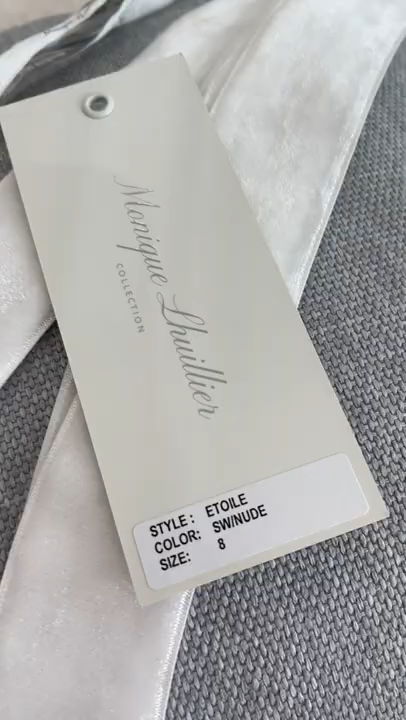 Monique Lhuillier
COLLECTION
STYLE: ETOILE
COLOR: SW/NUDE
SIZE: 8